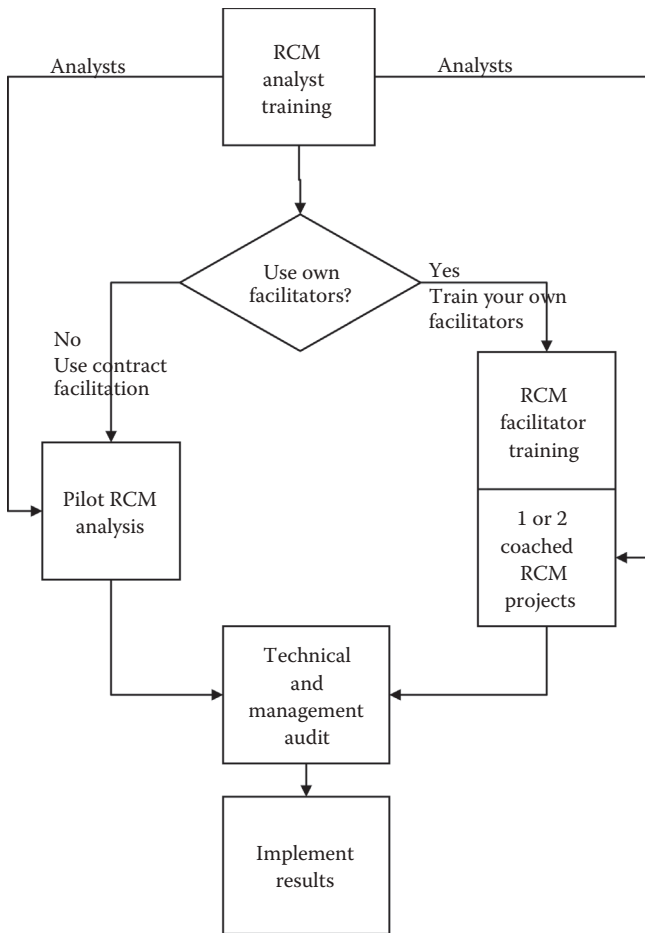 Analysts
RCM
analyst
training
Analysts
Use own
facilitators?
Yes
Train your own
facilitators
No
Use contract
facilitation
RCM
facilitator
training
Pilot RCM
analysis
1 or 2
coached
RCM
projects
Technical
and
management
audit
Implement
results